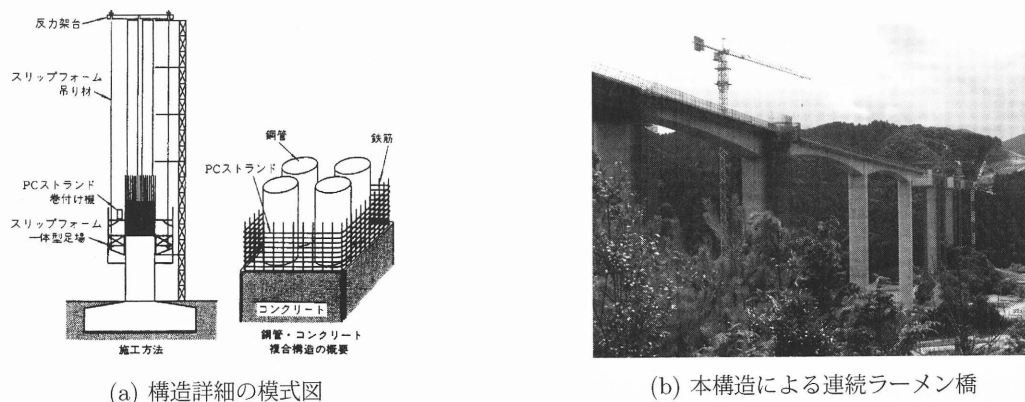 反力架台
スリップフォーム
吊り材
PCストランド
巻付け機
スリップフォーム
一体型足場
施工方法
鋼管
鉄筋
PCストランド
コンクリート
鋼管・コンクリート
複合構造の概要
(a) 構造詳細の模式図
(b) 本構造による連続ラーメン橋